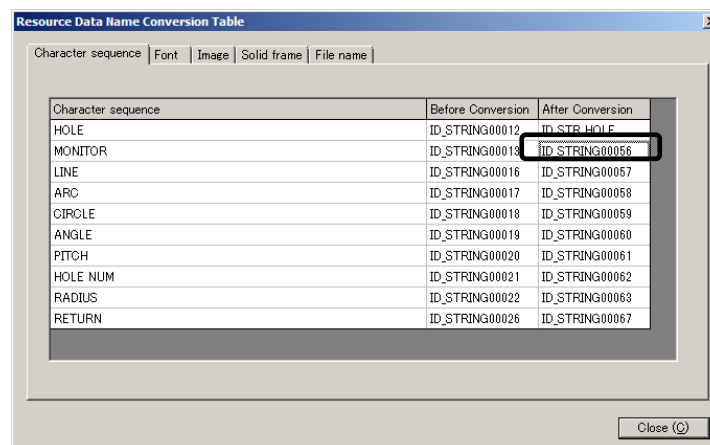 Resource Data Name Conversion Table
Character sequence Font Image Solid frame File name
Character sequence Before Conversion After Conversion
HOLE ID_STRING00012 ID_STR_HOLE
MONITOR ID_STRING00013 ID_STRING00056
LINE ID_STRING00016 ID_STRING00057
ARC ID_STRING00017 ID_STRING00058
CIRCLE ID_STRING00018 ID_STRING00059
ANGLE ID_STRING00019 ID_STRING00060
PITCH ID_STRING00020 ID_STRING00061
HOLE NUM ID_STRING00021 ID_STRING00062
RADIUS ID_STRING00022 ID_STRING00063
RETURN ID_STRING00026 ID_STRING00067
Close (C)